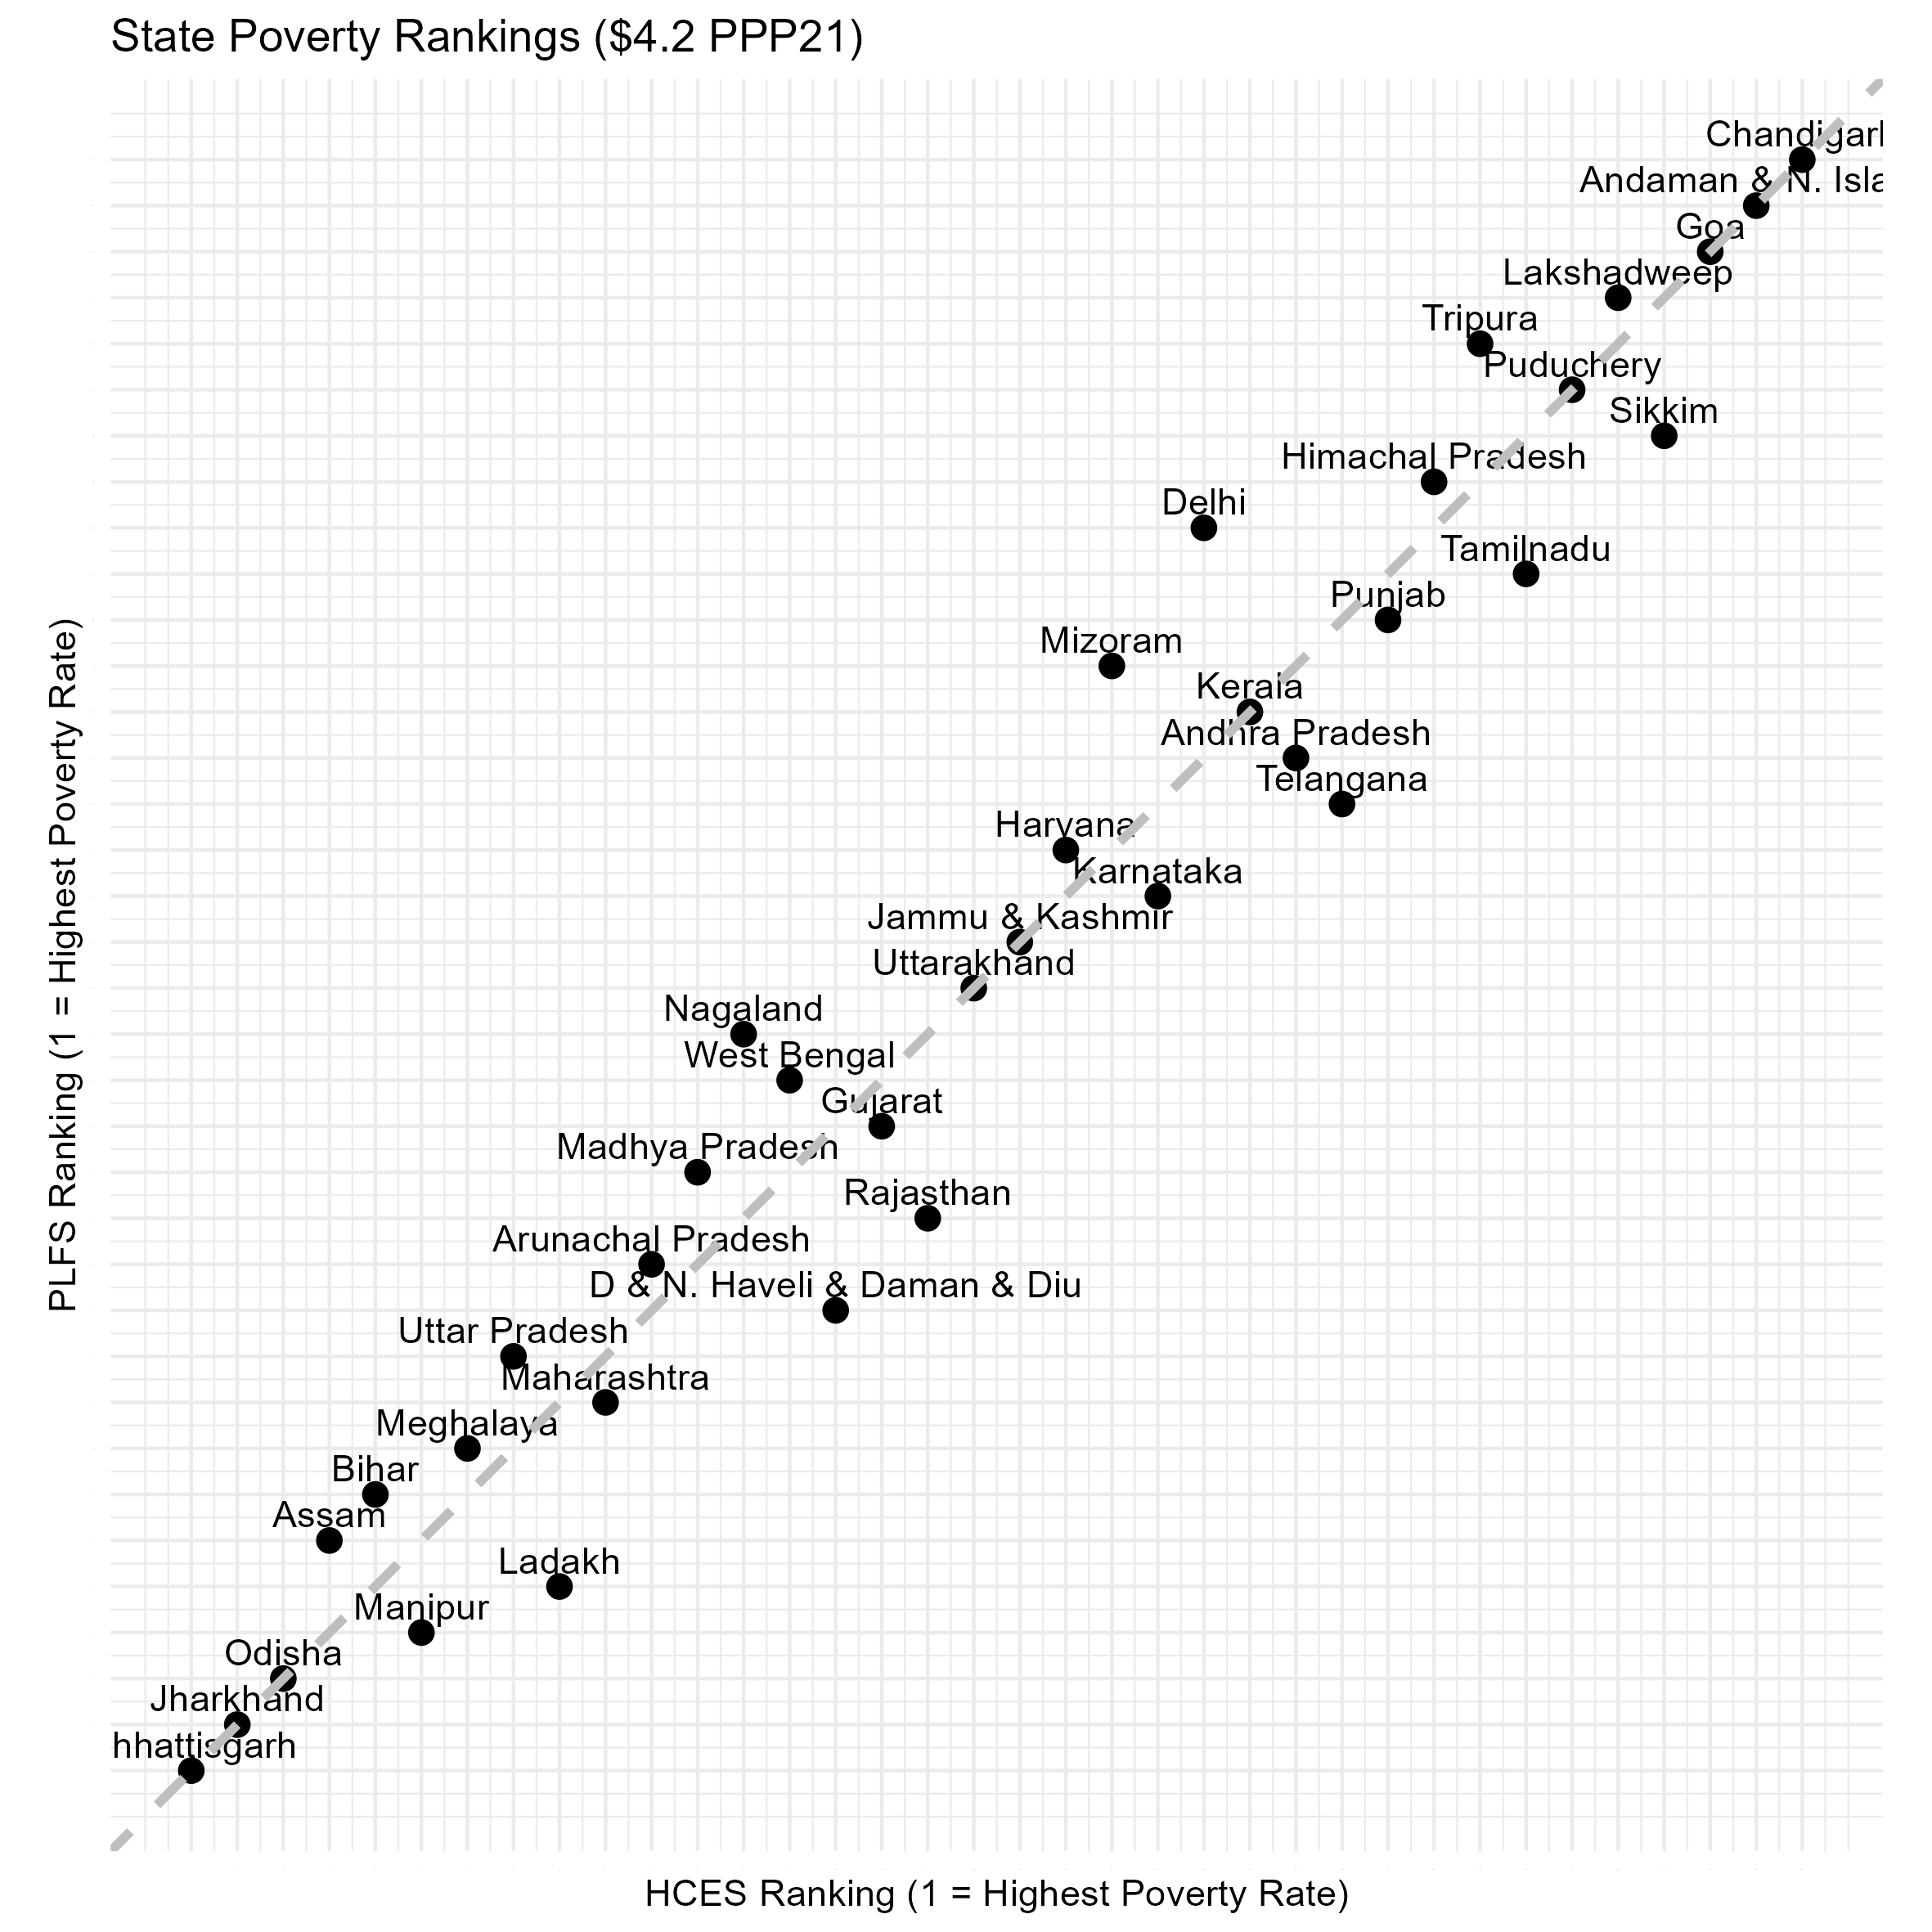 State Poverty Rankings ($4.2 PPP21)
Chandigarh
Andaman & N. Isla
Goa
Lakshadweep
Tripura
Puduchery
Sikkim
Himachal Pradesh
Delhi
Tamilnadu
Punjab
Mizoram
Kerala
Andhra Pradesh
Telangana
Haryana
Karnataka
Jammu & Kashmir
Uttarakhand
Nagaland
West Bengal
Gujarat
Madhya Pradesh
Rajasthan
Arunachal Pradesh
D & N. Haveli & Daman & Diu
Uttar Pradesh
Maharashtra
Meghalaya
Bihar
Assam
Ladakh
Manipur
Odisha
Jharkhand
hhattisgarh
PLFS Ranking (1 = Highest Poverty Rate)
HCES Ranking (1 = Highest Poverty Rate)